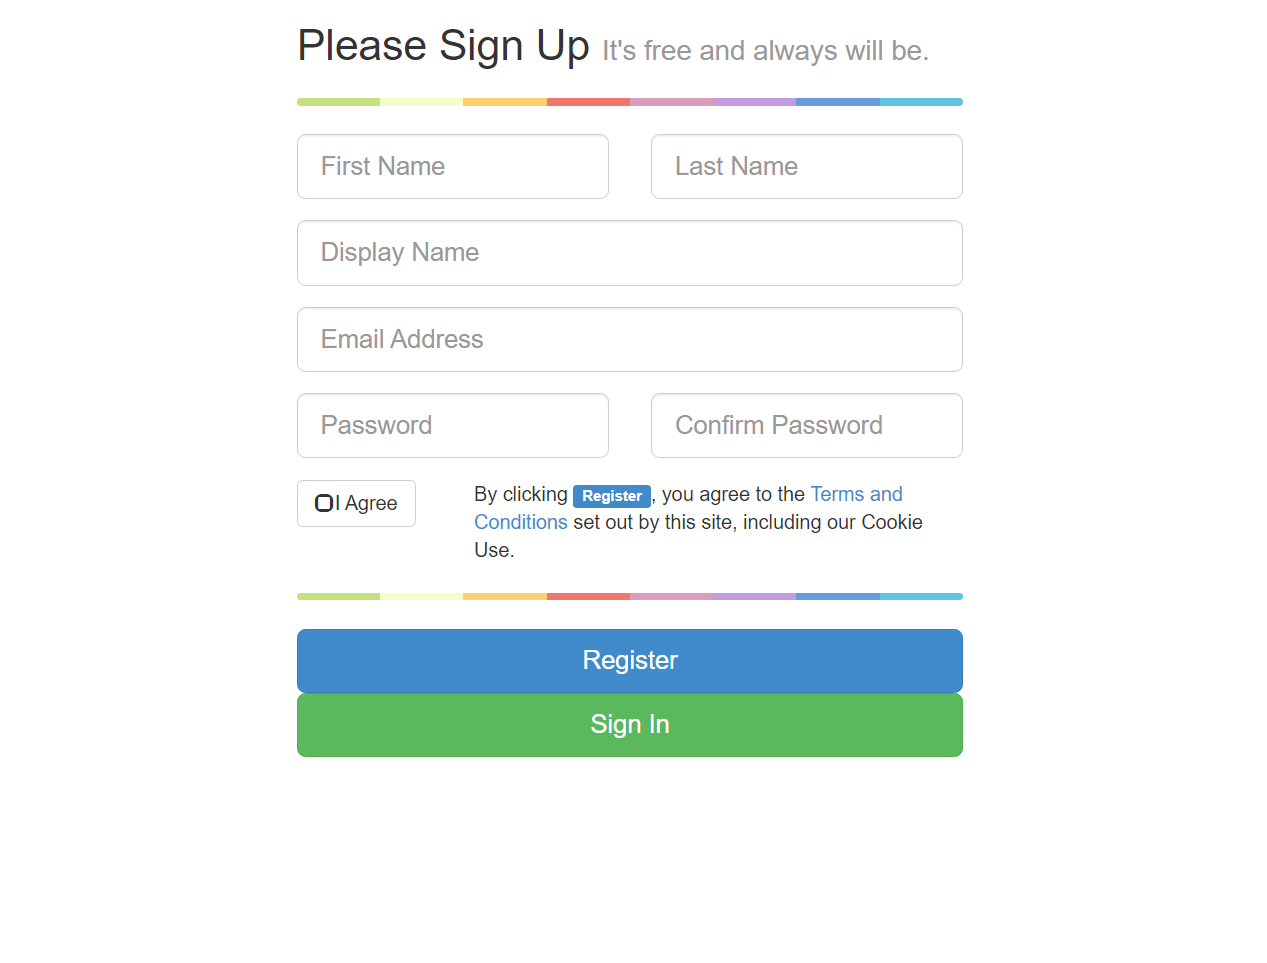 Please Sign Up It's free and always will be.
First Name
Last Name
Display Name
Email Address
Password
Confirm Password
I Agree
By clicking Register, you agree to the Terms and
Conditions set out by this site, including our Cookie
Use.
Register
Sign In